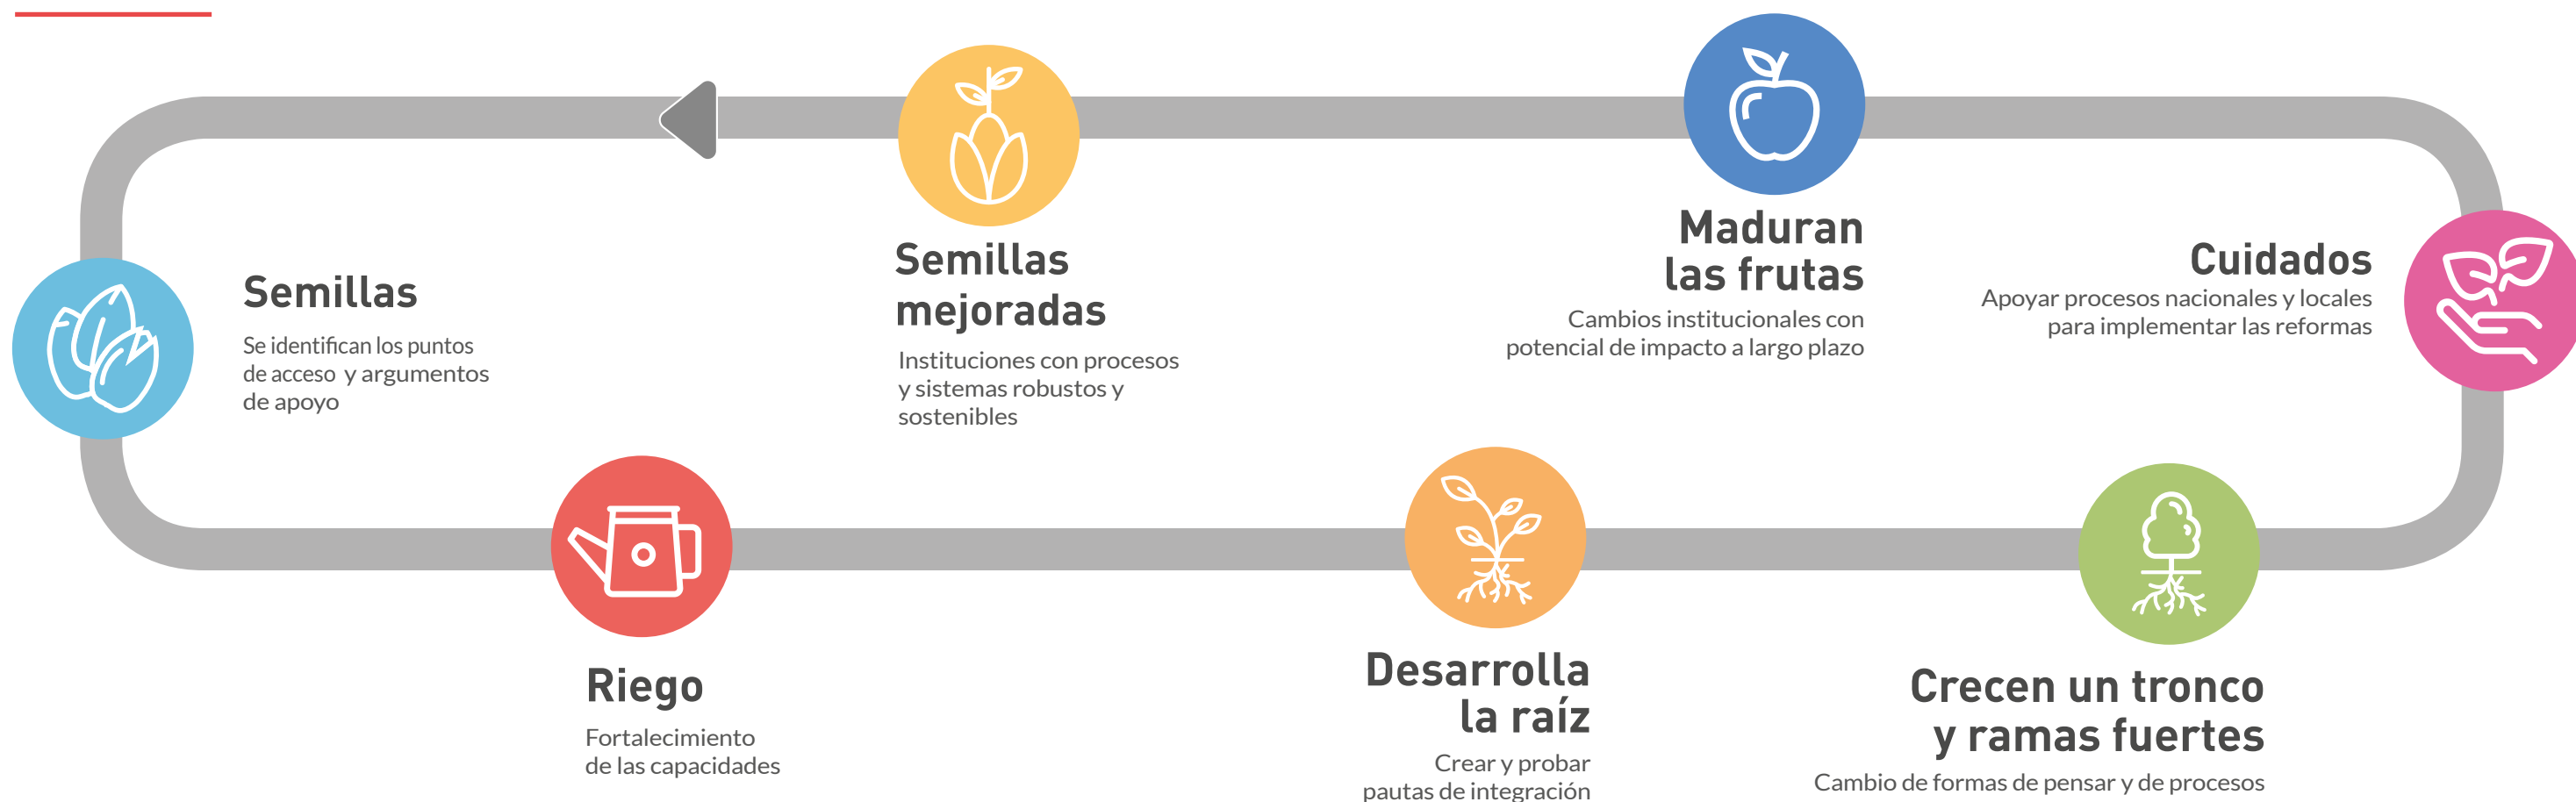 Semillas
Se identifican los puntos
de acceso y argumentos
de apoyo
Semillas
mejoradas
Instituciones con procesos
y sistemas robustos y
sostenibles
Maduran
las frutas
Cambios institucionales con
potencial de impacto a largo plazo
Cuidados
Apoyar procesos nacionales y locales
para implementar las reformas
Riego
Fortalecimiento
de las capacidades
Desarrolla
la raíz
Crear y probar
pautas de integración
Crecen un tronco
y ramas fuertes
Cambio de formas de pensar y de procesos